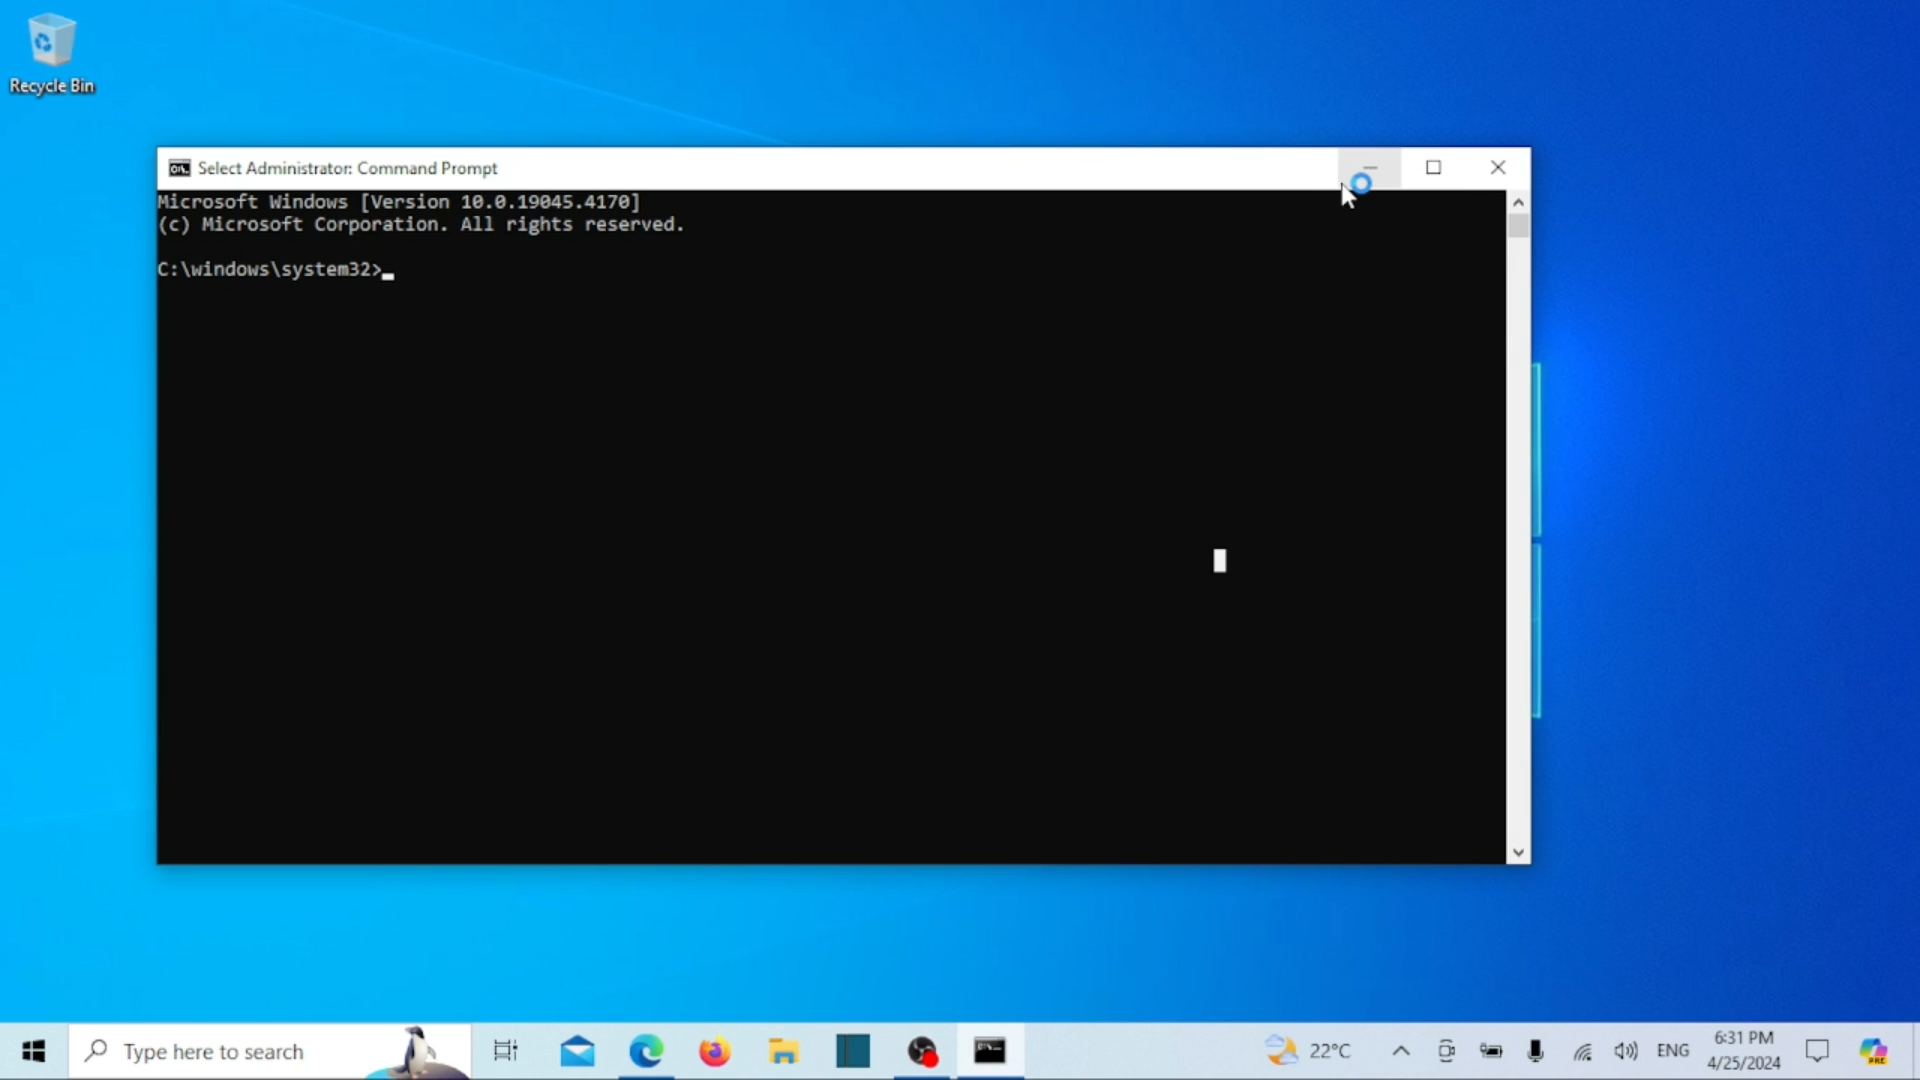 Recycle Bin
Select Administrator: Command Prompt
Microsoft Windows [Version 10.0.19045.4170]
(c) Microsoft Corporation. All rights reserved.
C:\windows\system32>
Type here to search
22°C
ENG
6:31 PM
4/25/2024
PRE